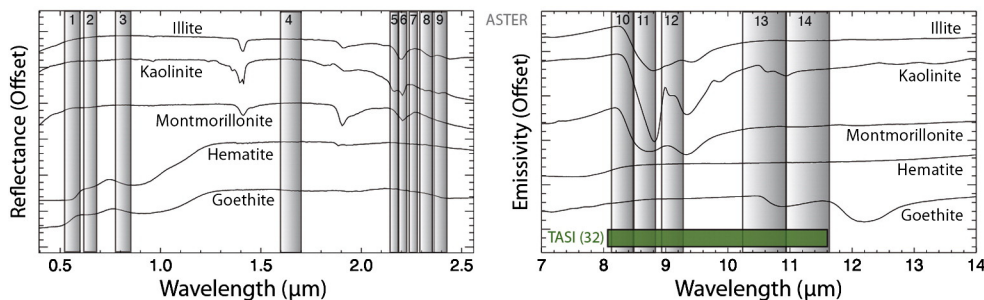 1 2 3 4 5 6 7 8 9
ASTER
10 11 12 13 14
Illite
Kaolinite
Montmorillonite
Hematite
Goethite
Reflectance (Offset)
0.5 1.0 1.5 2.0 2.5
Wavelength (µm)
Illite
Kaolinite
Montmorillonite
Hematite
Goethite
TASI (32)
Emissivity (Offset)
7 8 9 10 11 12 13 14
Wavelength (µm)